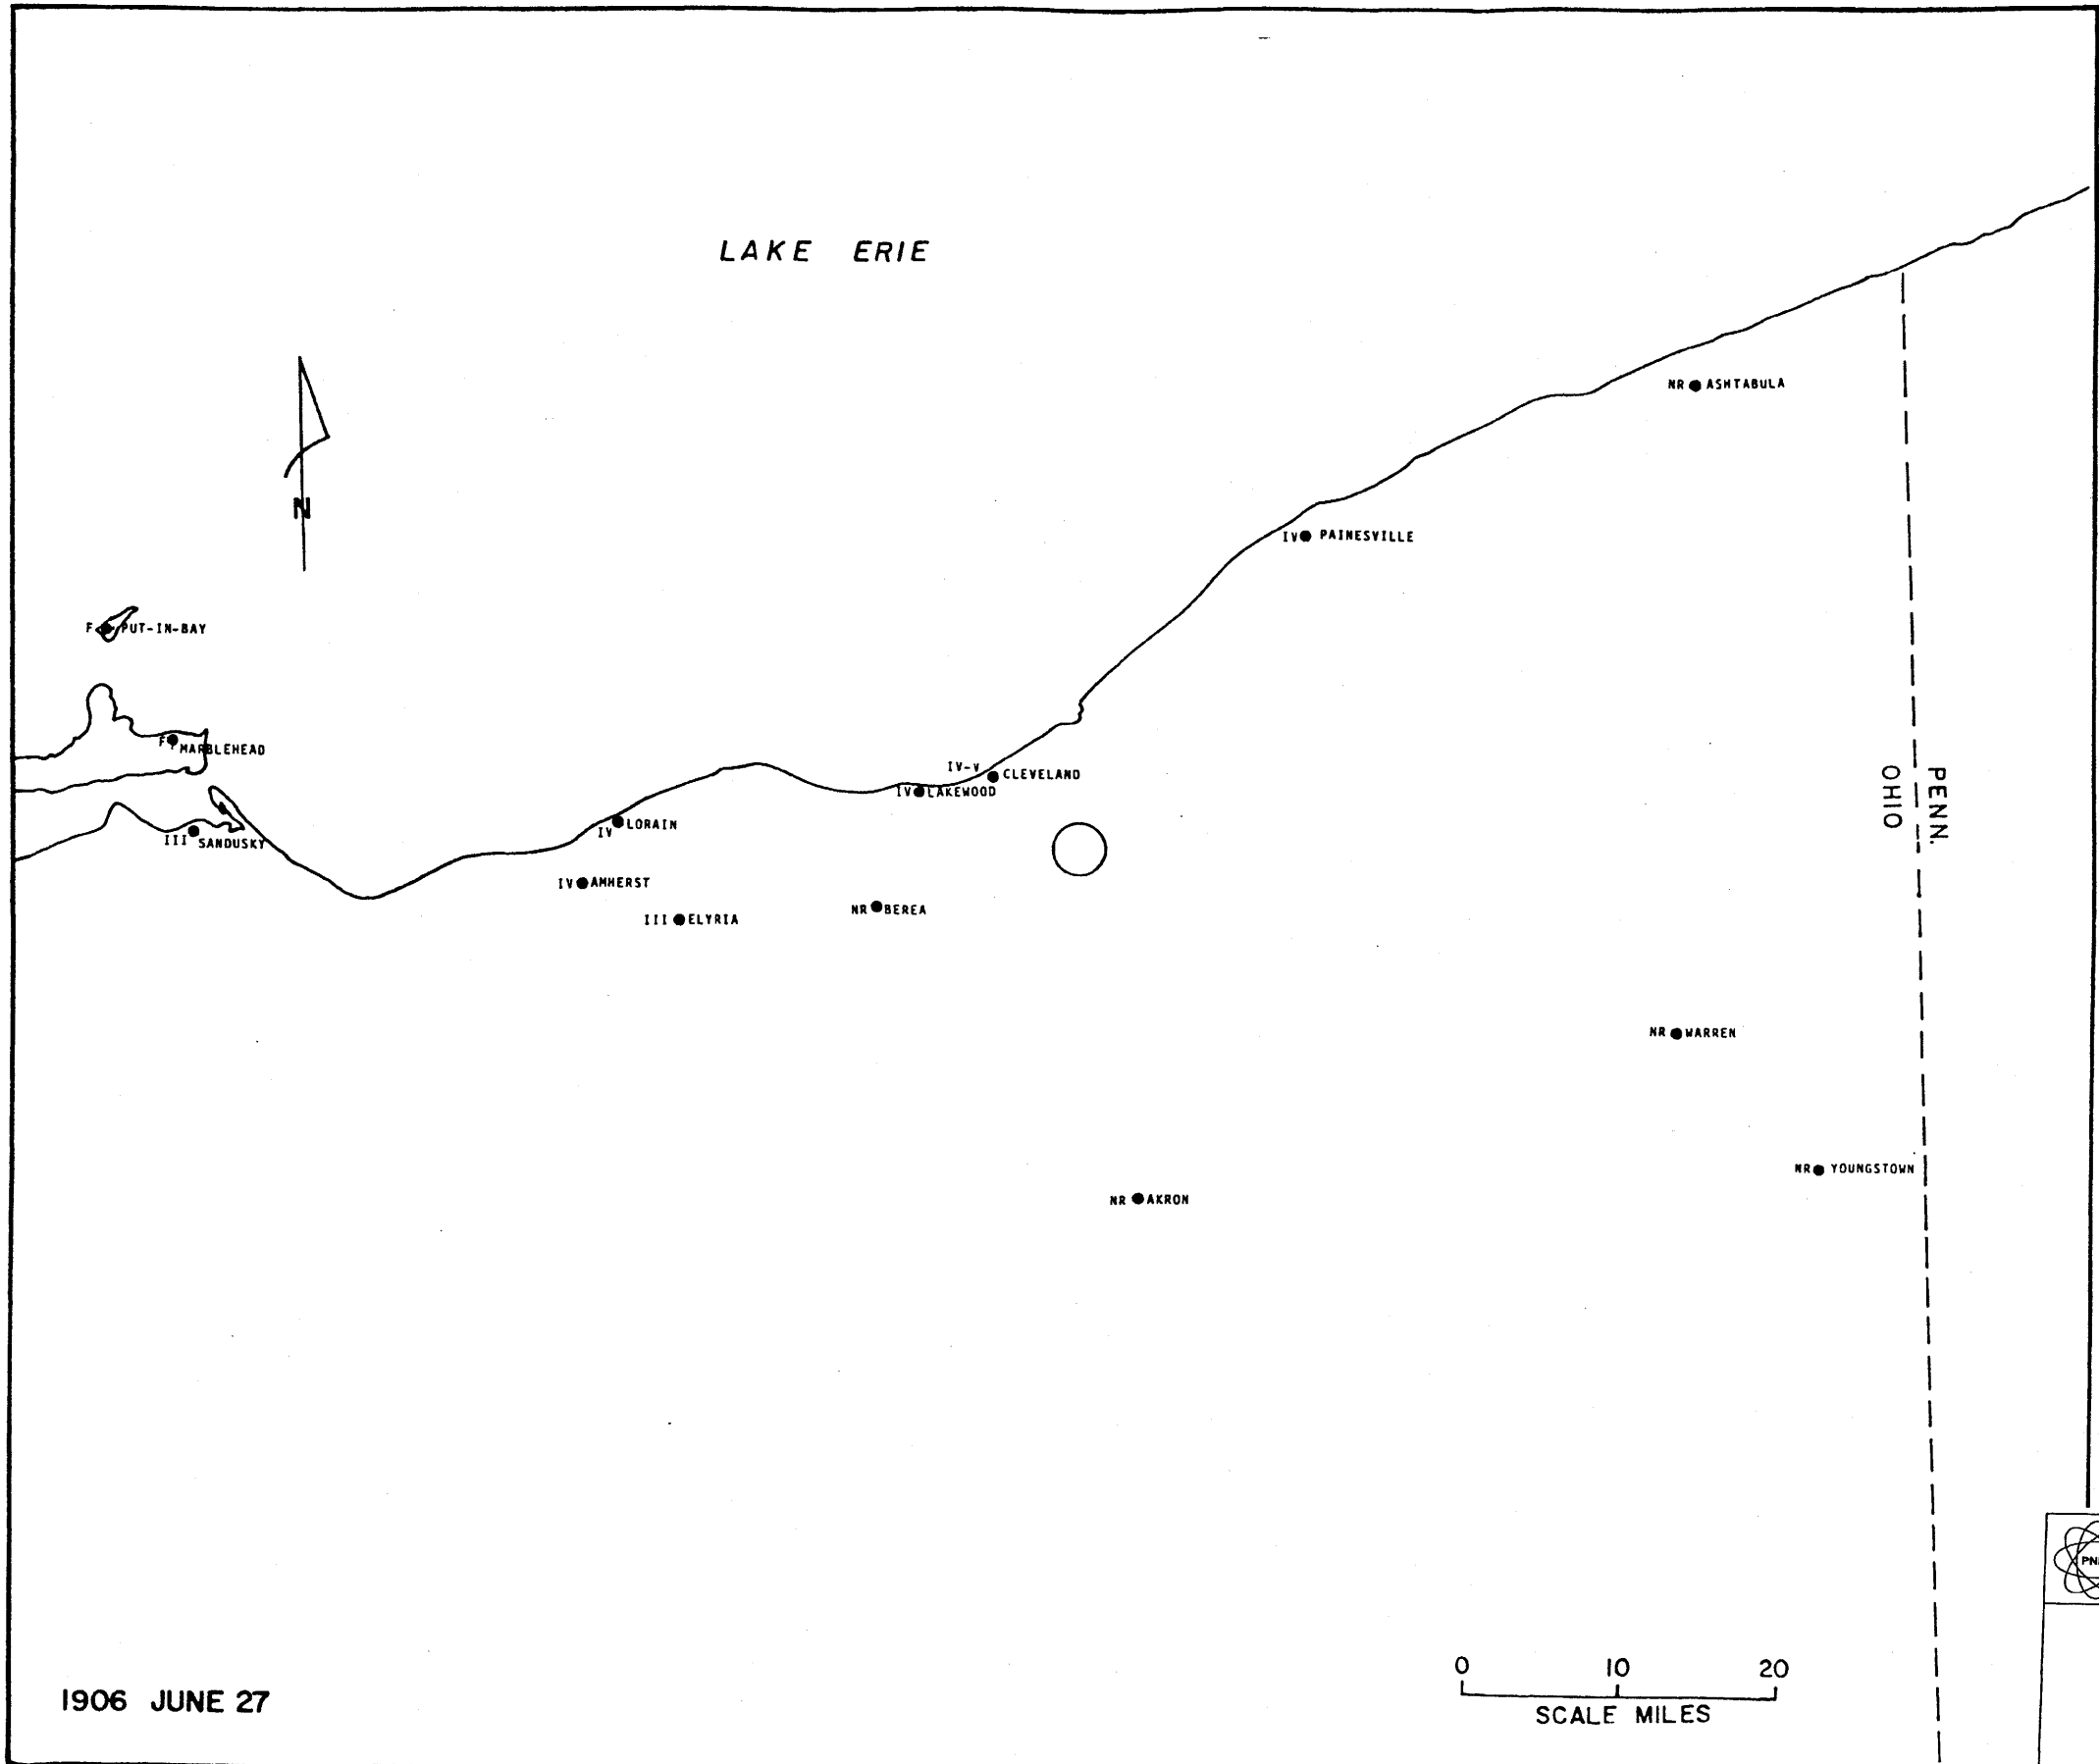 LAKE ERIE
NR ASHTABULA
N
IV PAINESVILLE
F PUT-IN-BAY
F MARBLEHEAD
IV-V CLEVELAND
IV LAKEWOOD
PENN.
OHIO
IV LORAIN
III SANDUSKY
IV AMHERST
III ELYRIA
NR BEREA
NR WARREN
NR YOUNGSTOWN
NR AKRON
0 10 20
SCALE MILES
1906 JUNE 27